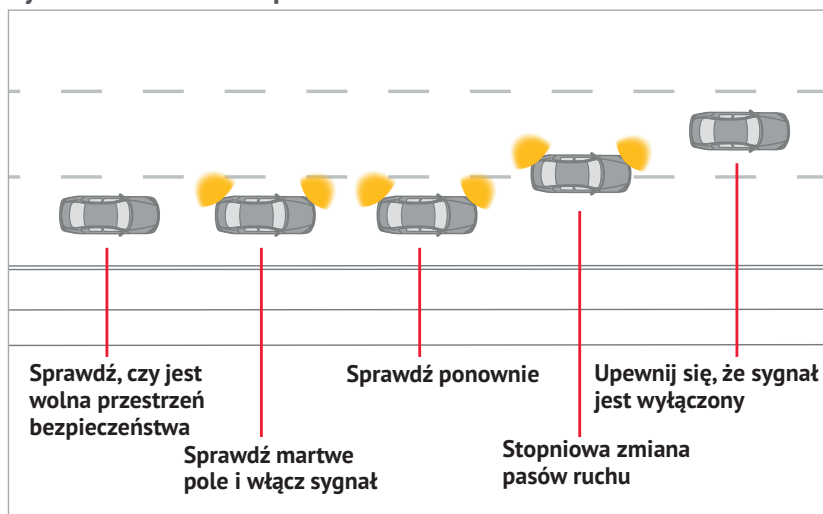 Sprawdź, czy jest
wolna przestrzeń
bezpieczeństwa
Sprawdź martwe
pole i włącz sygnał
Sprawdź ponownie
Stopniowa zmiana
pasów ruchu
Upewnij się, że sygnał
jest wyłączony